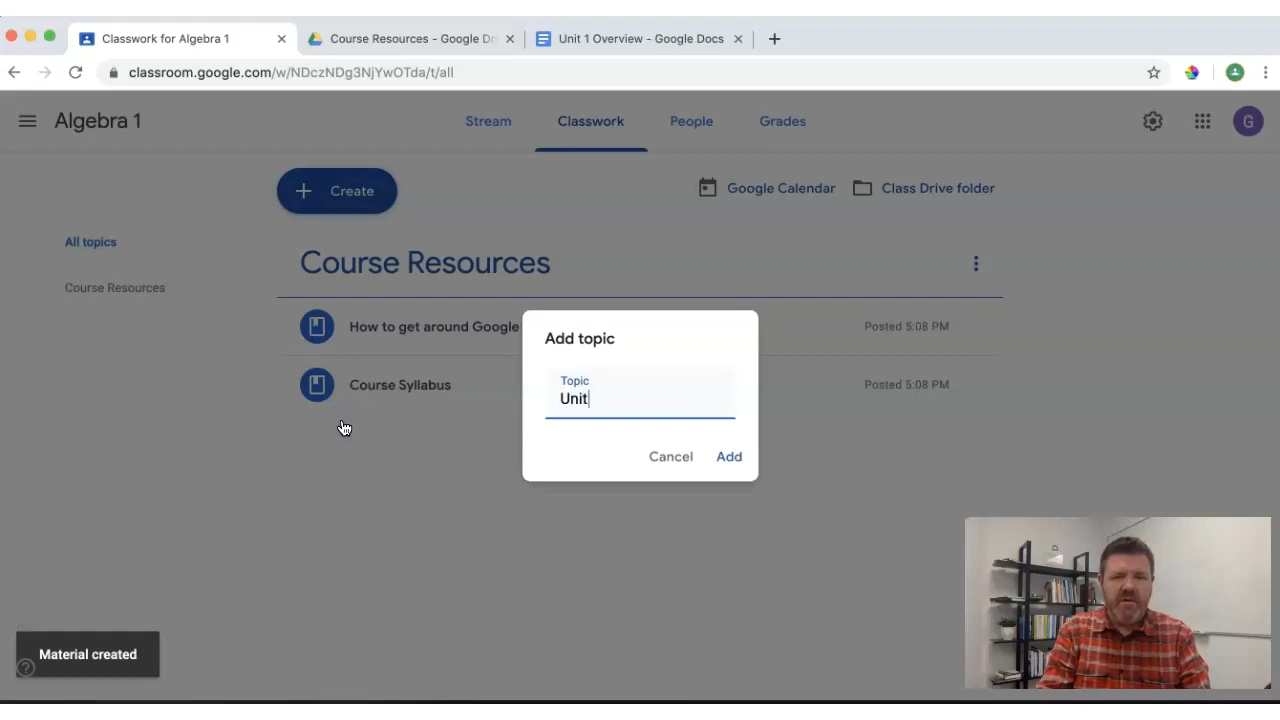 Classwork for Algebra 1
Course Resources - Google Dr
Unit 1 Overview - Google Docs
classroom.google.com/w/NDczNDg3NjYwOTda/t/all
Algebra 1
Stream
Classwork
People
Grades
G
Create
Google Calendar
Class Drive folder
All topics
Course Resources
Course Resources
How to get around Google
Posted 5:08 PM
Course Syllabus
Posted 5:08 PM
Add topic
Topic
Unit
Cancel
Add
Material created
?